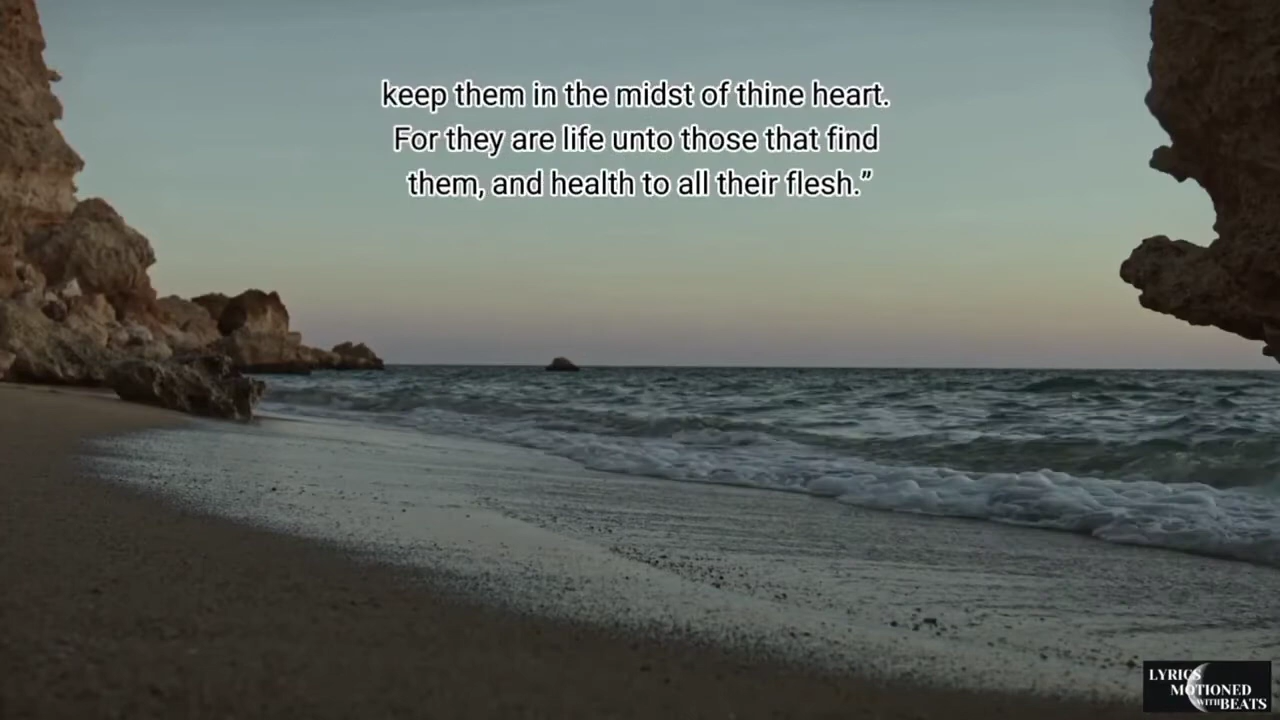 keep them in the midst of thine heart.
For they are life unto those that find
them, and health to all their flesh.”
LYRICS
MOTIONED
WITH BEATS